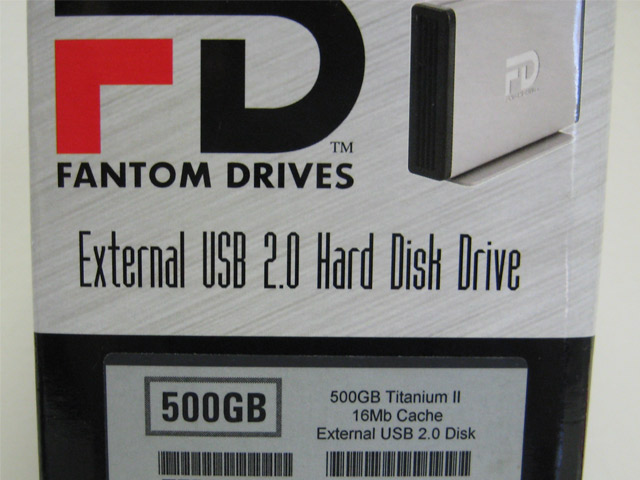 FD
TM
FANTOM DRIVES
FD
External USB 2.0 Hard Disk Drive
500GB
500GB Titanium II
16Mb Cache
External USB 2.0 Disk